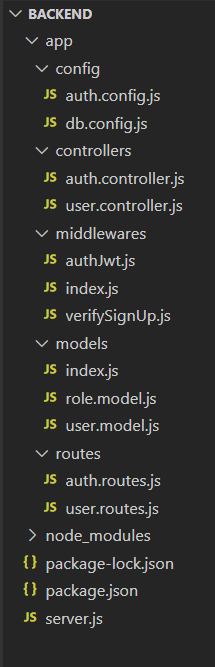 BACKEND
app
config
JS auth.config.js
JS db.config.js
controllers
JS auth.controller.js
JS user.controller.js
middlewares
JS authJwt.js
JS index.js
JS verifySignUp.js
models
JS index.js
JS role.model.js
JS user.model.js
routes
JS auth.routes.js
JS user.routes.js
node_modules
{} package-lock.json
{} package.json
JS server.js